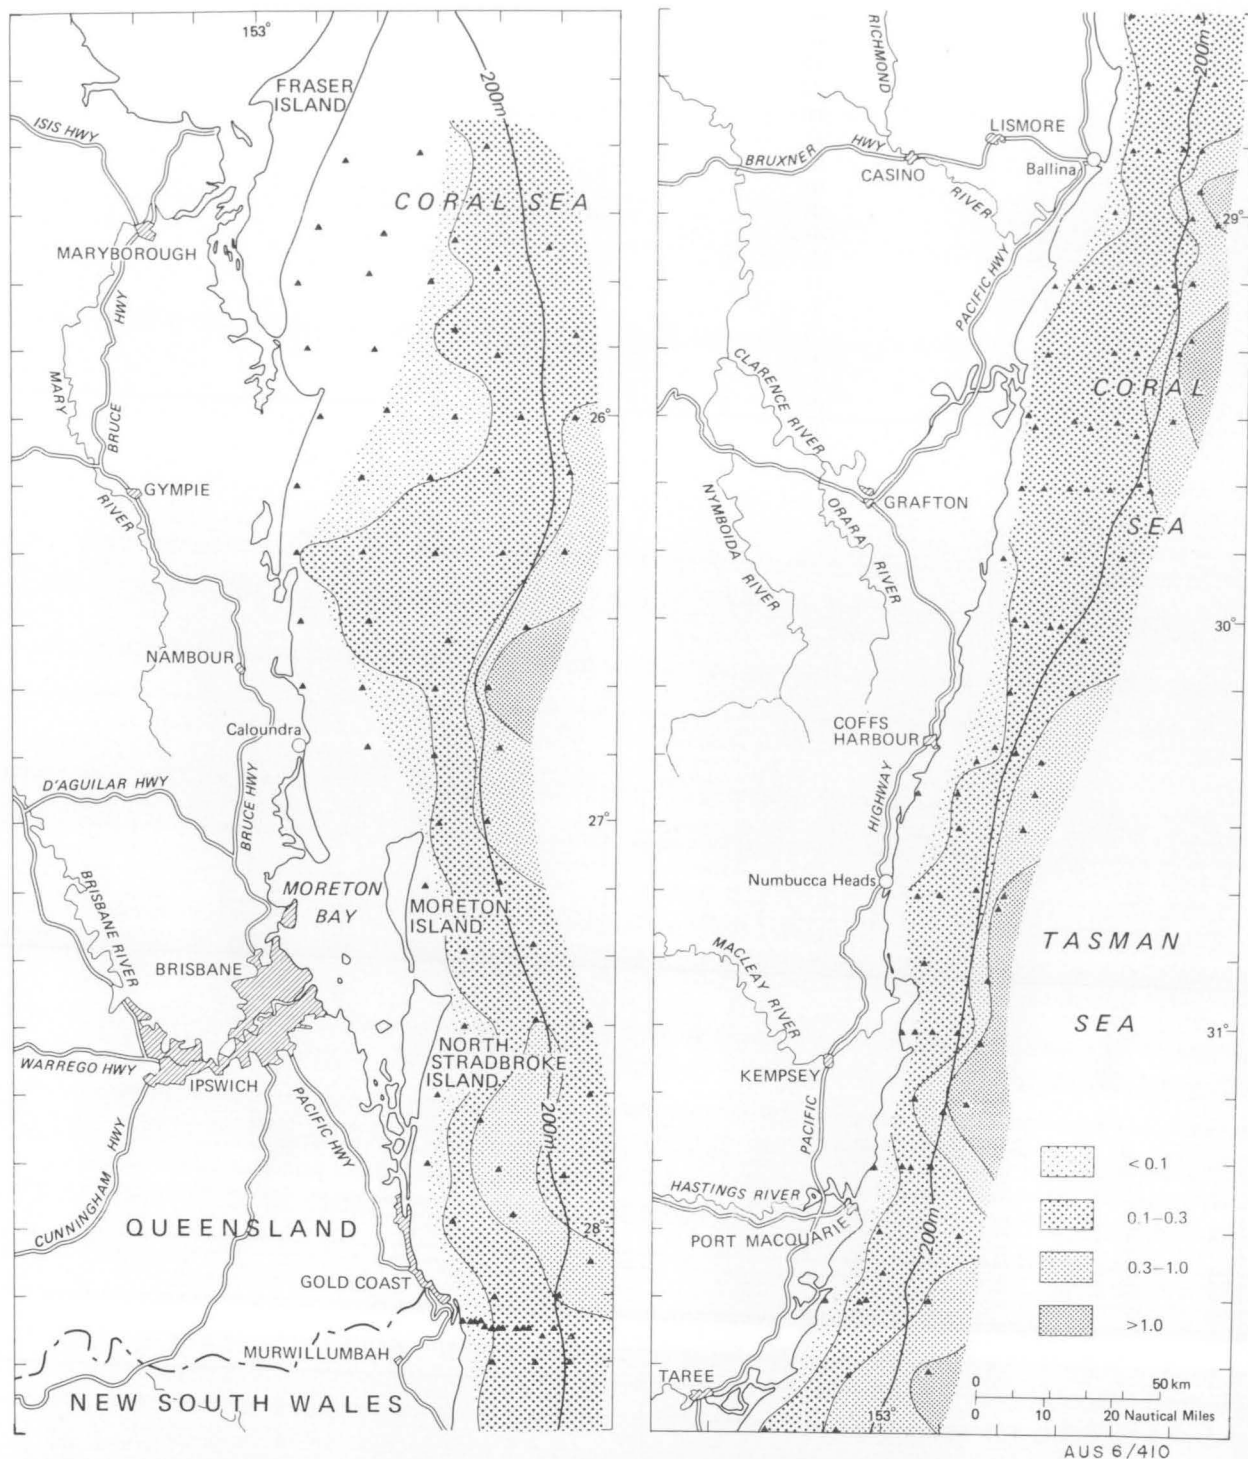 153°
FRASER
ISLAND
200m
ISIS HWY
CORAL SEA
MARYBOROUGH
HWY
MARY
BRUCE
26°
GYMPIE
RIVER
NAMBOUR
Caloundra
D'AGUILAR HWY
BRUCE HWY
27°
BRISBANE RIVER
MORETON
BAY
MORETON
ISLAND
BRISBANE
NORTH
STRADBROKE
ISLAND
WARREGO HWY
IPSWICH
PACIFIC HWY
200m
CUNNINGHAM HWY
QUEENSLAND
28°
GOLD COAST
MURWILLUMBAH
NEW SOUTH WALES
RICHMOND
200m
LISMORE
BRUXNER HWY
CASINO
Ballina
RIVER
29°
PACIFIC HWY
CLARENCE RIVER
CORAL
GRAFTON
NYMBOIDA RIVER
ORARA RIVER
SEA
30°
COFFS
HARBOUR
HIGHWAY
Numbucca Heads
MACLEAY RIVER
TASMAN
SEA
31°
KEMPSEY
PACIFIC
HASTINGS RIVER
PORT MACQUARIE
200m
< 0.1
0.1–0.3
0.3–1.0
>1.0
TAREE
153°
0 50 km
0 10 20 Nautical Miles
AUS 6/410